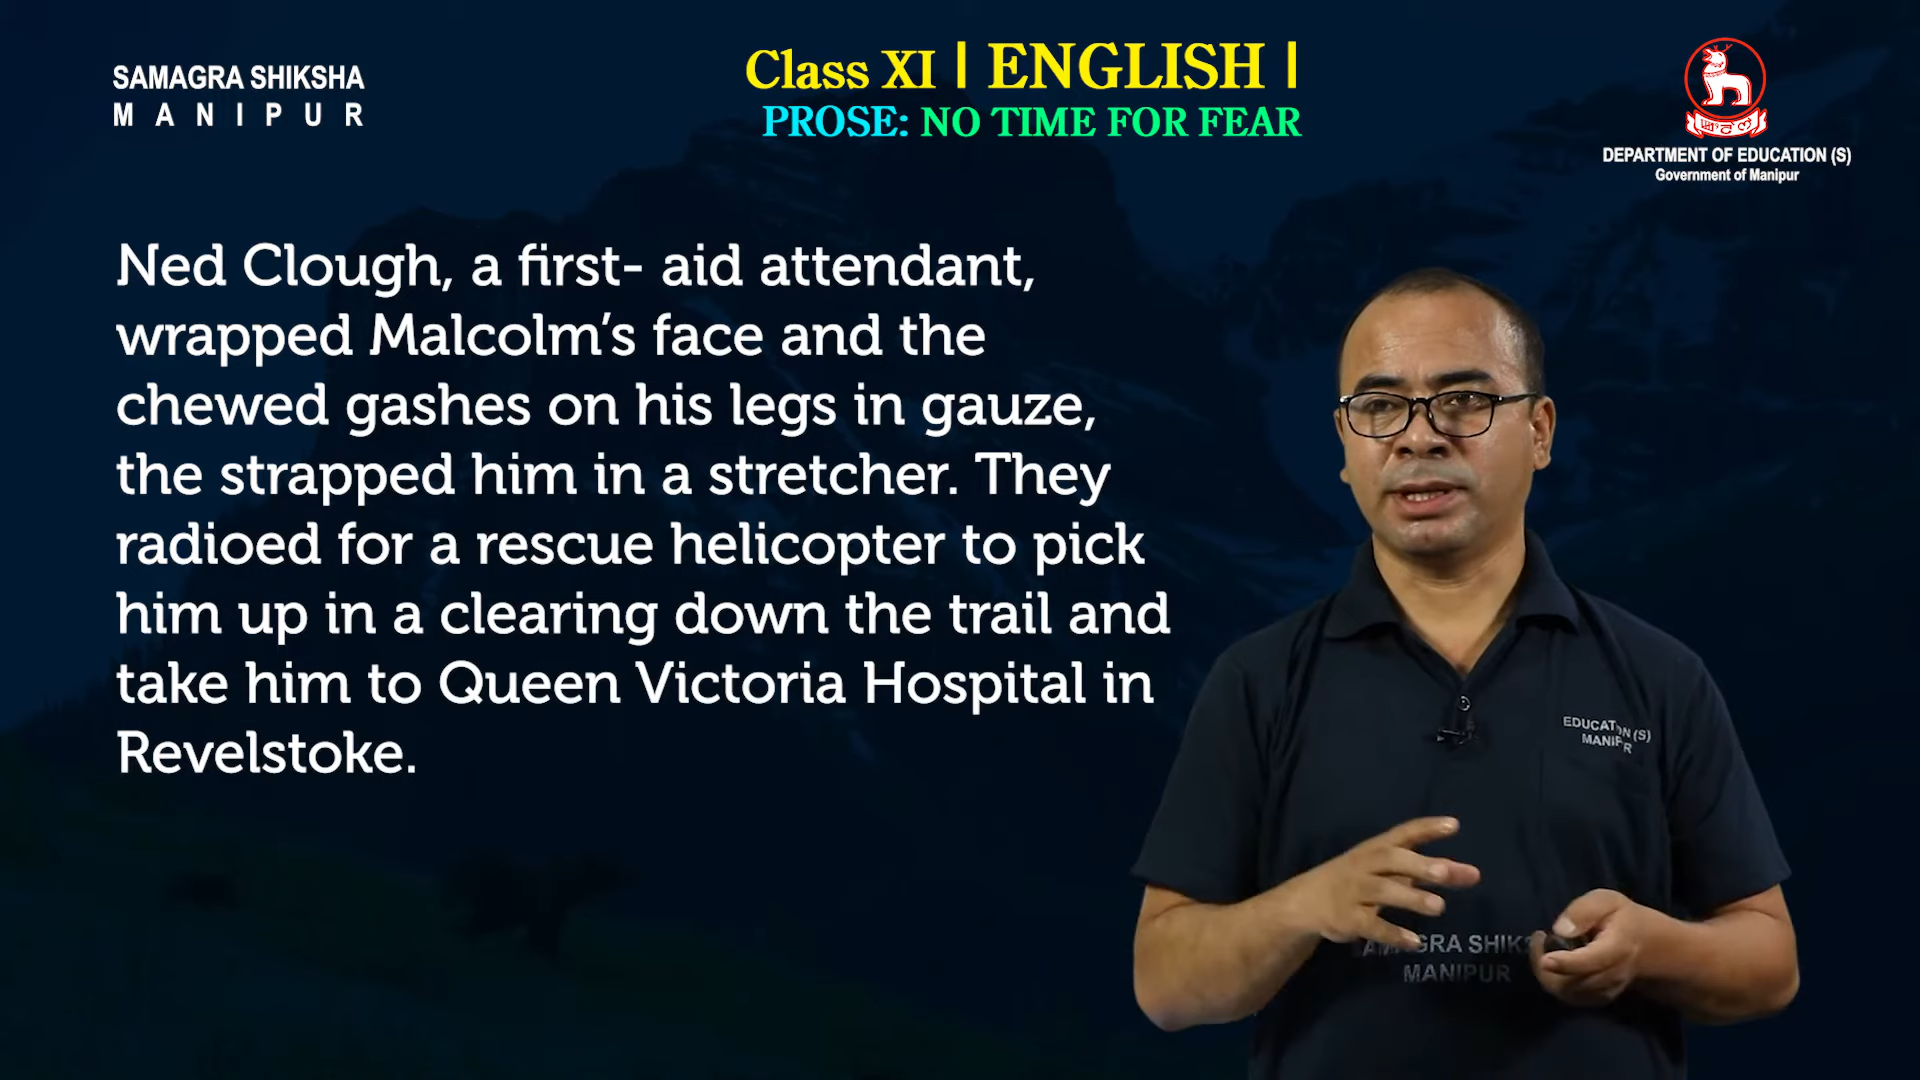 SAMAGRA SHIKSHA
MANIPUR
Class XI | ENGLISH |
PROSE: NO TIME FOR FEAR
DEPARTMENT OF EDUCATION (S)
Government of Manipur
Ned Clough, a first- aid attendant,
wrapped Malcolm’s face and the
chewed gashes on his legs in gauze,
the strapped him in a stretcher. They
radioed for a rescue helicopter to pick
him up in a clearing down the trail and
take him to Queen Victoria Hospital in
Revelstoke.
(S)
MANIPUR